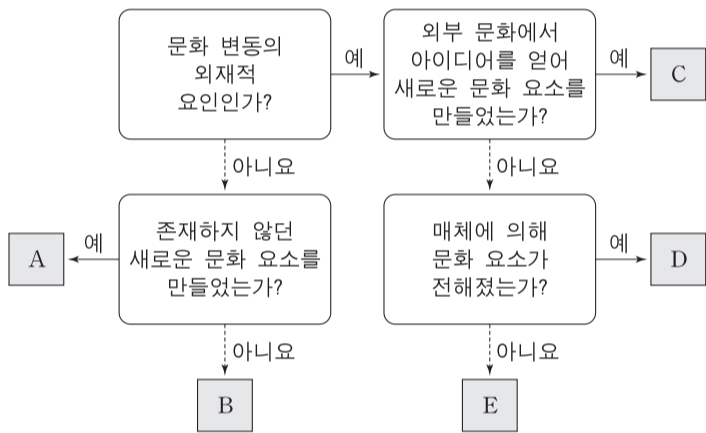 문화 변동의
외재적
요인인가?
예
외부 문화에서
아이디어를 얻어
새로운 문화 요소를
만들었는가?
예
C
아니요
아니요
A
예
존재하지 않던
새로운 문화 요소를
만들었는가?
매체에 의해
문화 요소가
전해졌는가?
예
D
아니요
아니요
B
E